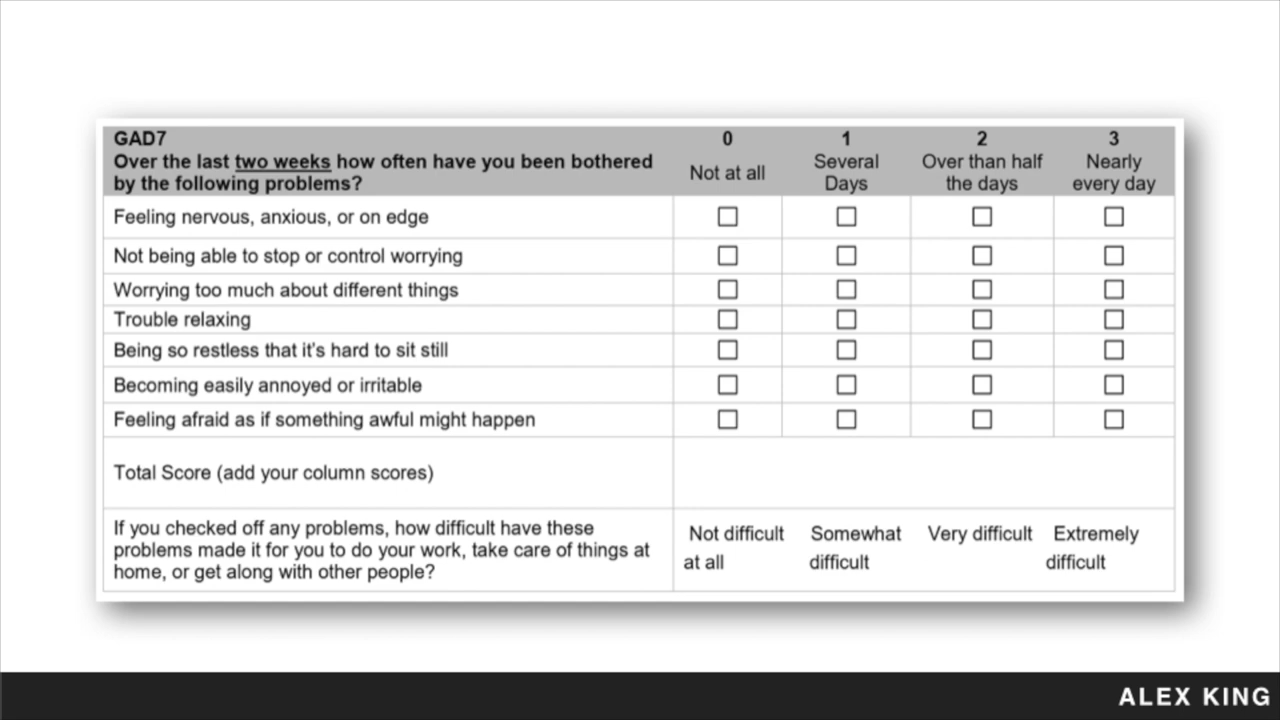 GAD7
Over the last two weeks how often have you been bothered
by the following problems?
0
Not at all
1
Several
Days
2
Over than half
the days
3
Nearly
every day
Feeling nervous, anxious, or on edge
Not being able to stop or control worrying
Worrying too much about different things
Trouble relaxing
Being so restless that it's hard to sit still
Becoming easily annoyed or irritable
Feeling afraid as if something awful might happen
Total Score (add your column scores)
If you checked off any problems, how difficult have these
problems made it for you to do your work, take care of things at
home, or get along with other people?
Not difficult
at all
Somewhat
difficult
Very difficult
Extremely
difficult
ALEX KING